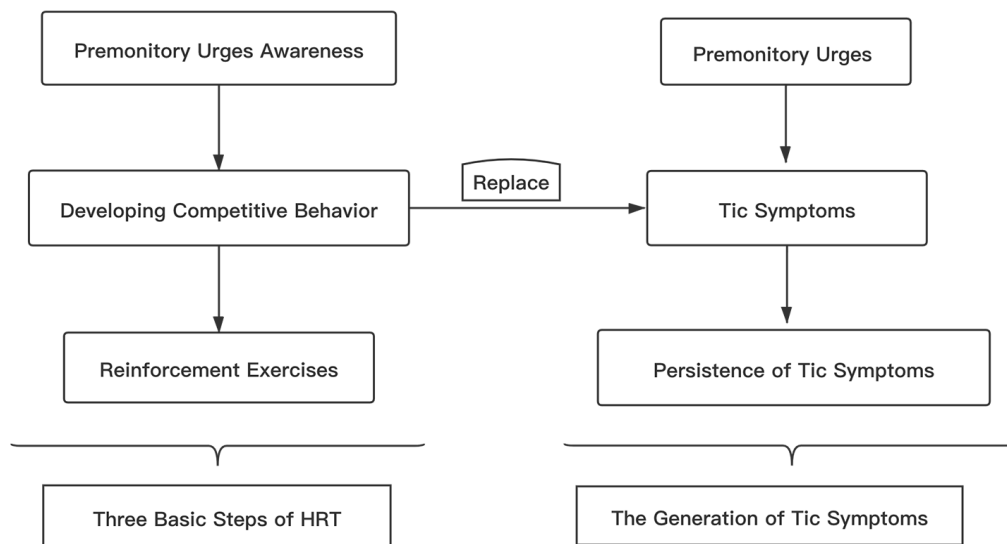 Premonitory Urges Awareness
Premonitory Urges
Replace
Developing Competitive Behavior
Tic Symptoms
Reinforcement Exercises
Persistence of Tic Symptoms
Three Basic Steps of HRT
The Generation of Tic Symptoms